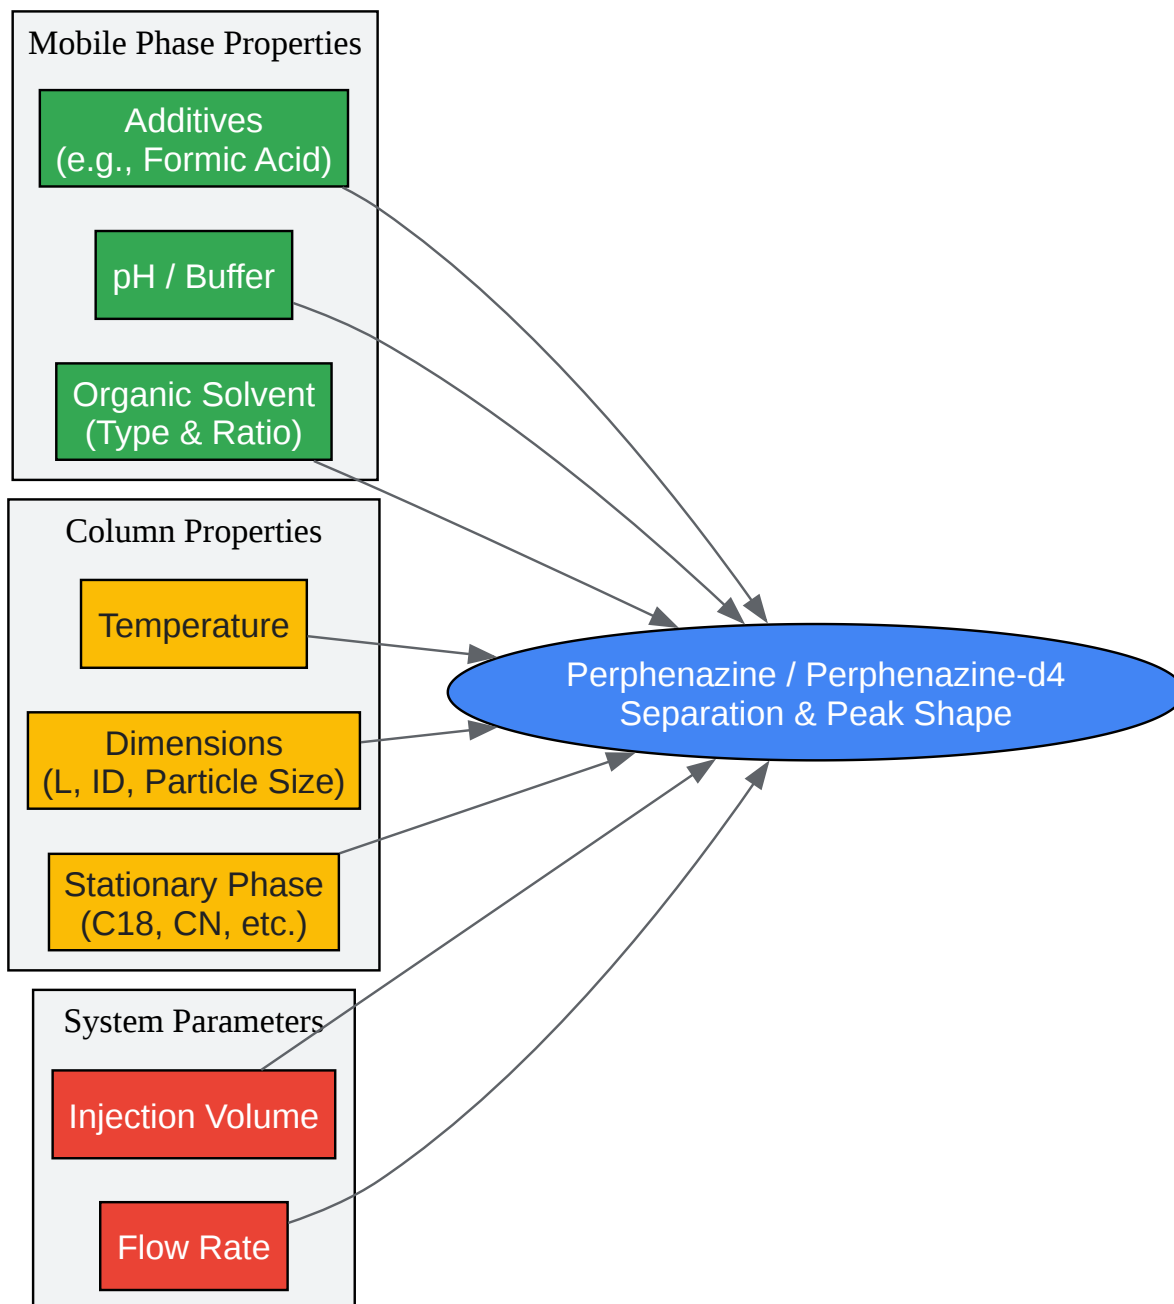 Mobile Phase Properties
Additives
(e.g., Formic Acid)
pH / Buffer
Organic Solvent
(Type & Ratio)
Column Properties
Temperature
Dimensions
(L, ID, Particle Size)
Stationary Phase
(C18, CN, etc.)
System Parameters
Injection Volume
Flow Rate
Perphenazine / Perphenazine-d4
Separation & Peak Shape